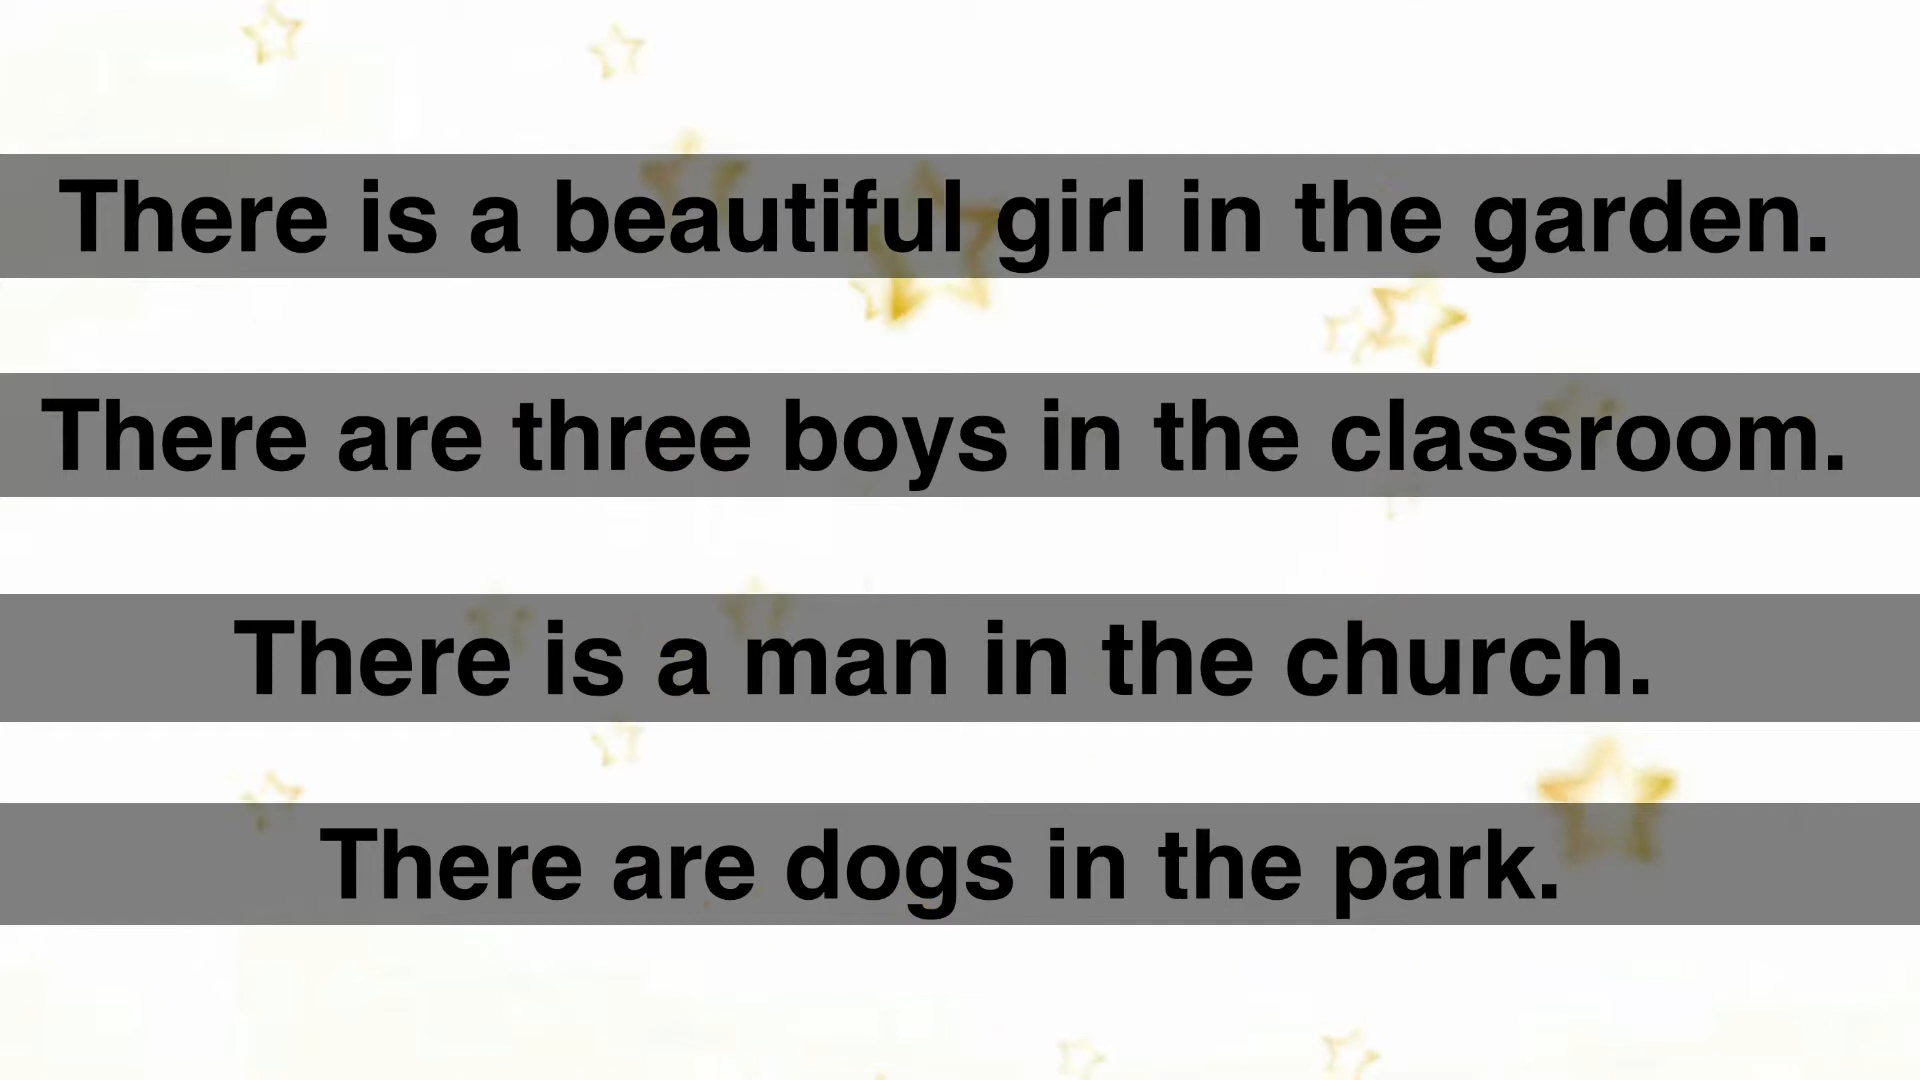 There is a beautiful girl in the garden.
There are three boys in the classroom.
There is a man in the church.
There are dogs in the park.